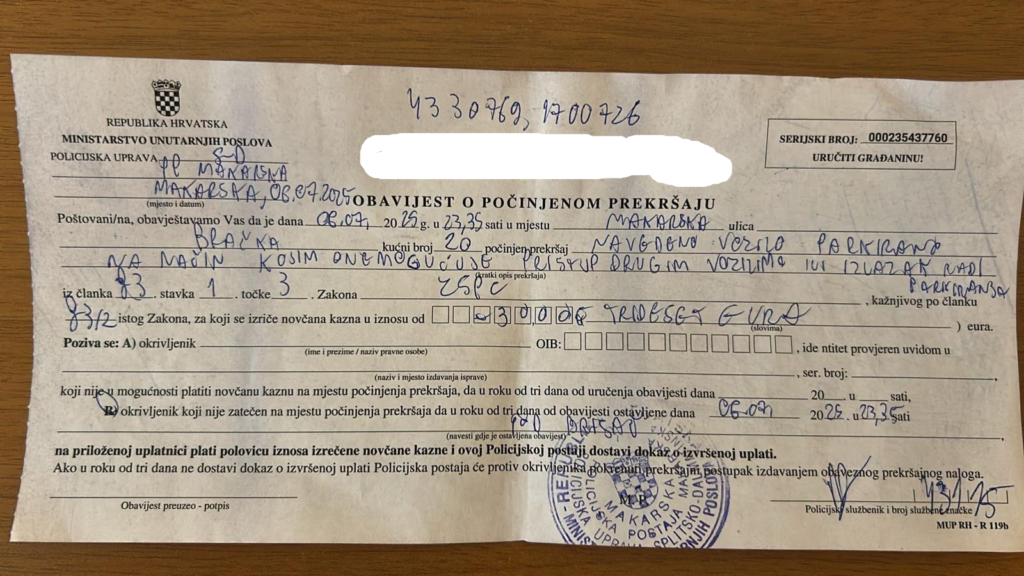 4330769, 1700726
REPUBLIKA HRVATSKA
MINISTARSTVO UNUTARNJIH POSLOVA
POLICIJSKA UPRAVA S-D
PP MAKARSKA
MAKARSKA, 06.07.2025
(mjesto i datum)
SERIJSKI BROJ: 000235437760
URUČITI GRAĐANINU!
OBAVIJEST O POČINJENOM PREKRŠAJU
Poštovani/na, obavještavamo Vas da je dana 06.07. 2025 g. u 23,35 sati u mjestu MAKARSKA ulica
BRAČKA kućni broj 20 počinjen prekršaj NAVEDENO VOZILO PARKIRANO
NA NAČIN KOJIM ONEMOGUĆUJE PRISTUP DRUGIM VOZILIMA ILI IZLAZAK RADI
PARKIRANJA
(kratki opis prekršaja)
iz članka 83. stavka 1. točke 3. Zakona ZSPC, kažnjivog po članku
83/2 istog Zakona, za koji se izriče novčana kazna u iznosu od TRIDESET EURA ) eura.
(slovima)
Poziva se: A) okrivljenik OIB: , ide ntitet provjeren uvidom u
(ime i prezime / naziv pravne osobe)
, ser. broj: ,
(naziv i mjesto izdavanja isprave)
koji nije u mogućnosti platiti novčanu kaznu na mjestu počinjenja prekršaja, da u roku od tri dana od uručenja obavijesti dana 20 u sati,
B) okrivljenik koji nije zatečen na mjestu počinjenja prekršaja da u roku od tri dana od obavijesti ostavljene dana 06.07. 2025. u 23,35 sati
POD BRISAČ
(navesti gdje je ostavljena obavijest)
na priloženoj uplatnici plati polovicu iznosa izrečene novčane kazne i ovoj Policijskoj postaji dostavi dokaz o izvršenoj uplati.
Ako u roku od tri dana ne dostavi dokaz o izvršenoj uplati Policijska postaja će protiv okrivljenika pokrenuti prekršajni postupak izdavanjem obaveznog prekršajnog naloga.
M.P.
Obavijest preuzeo - potpis
Policijski službenik i broj službene značke
MUP RH - R 119b